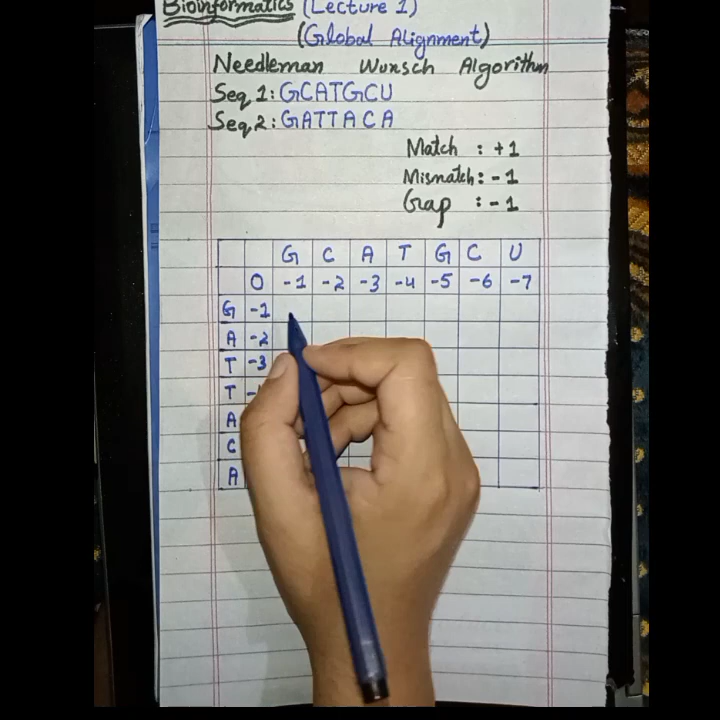 Bioinformatics (Lecture 1)
(Global Alignment)
Needleman Wunsch Algorithm
Seq 1: GCATGCU
Seq 2: GATTACA
Match : +1
Mismatch: -1
Gap : -1
G C A T G C U
0 -1 -2 -3 -4 -5 -6 -7
G -1
A -2
T -3
T
A
C
A